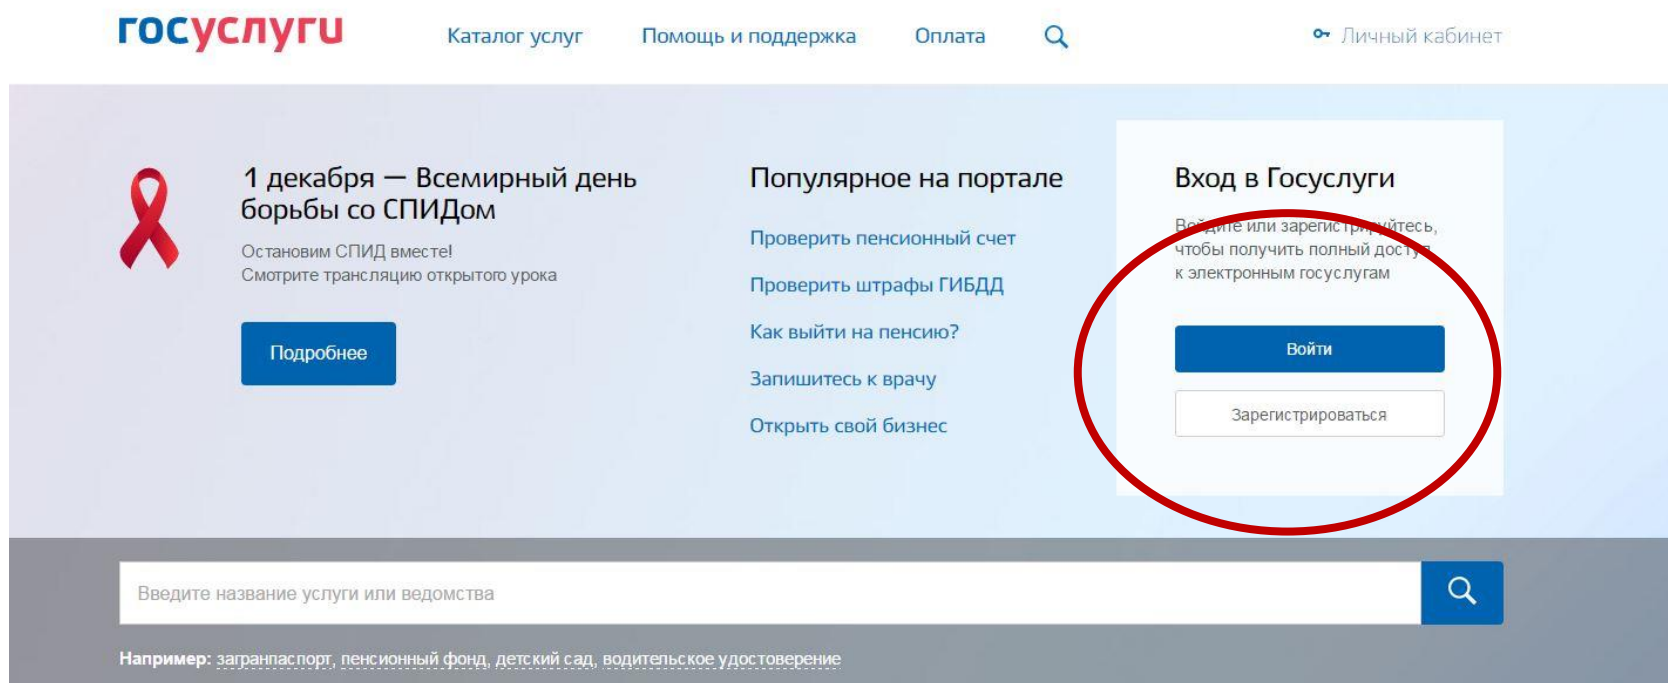 госуслуги
Каталог услуг
Помощь и поддержка
Оплата
Личный кабинет
1 декабря — Всемирный день
борьбы со СПИДом
Остановим СПИД вместе!
Смотрите трансляцию открытого урока
Подробнее
Популярное на портале
Проверить пенсионный счет
Проверить штрафы ГИБДД
Как выйти на пенсию?
Запишитесь к врачу
Открыть свой бизнес
Вход в Госуслуги
Войдите или зарегистрируйтесь,
чтобы получить полный доступ
к электронным госуслугам
Войти
Зарегистрироваться
Введите название услуги или ведомства
Например: загранпаспорт, пенсионный фонд, детский сад, водительское удостоверение